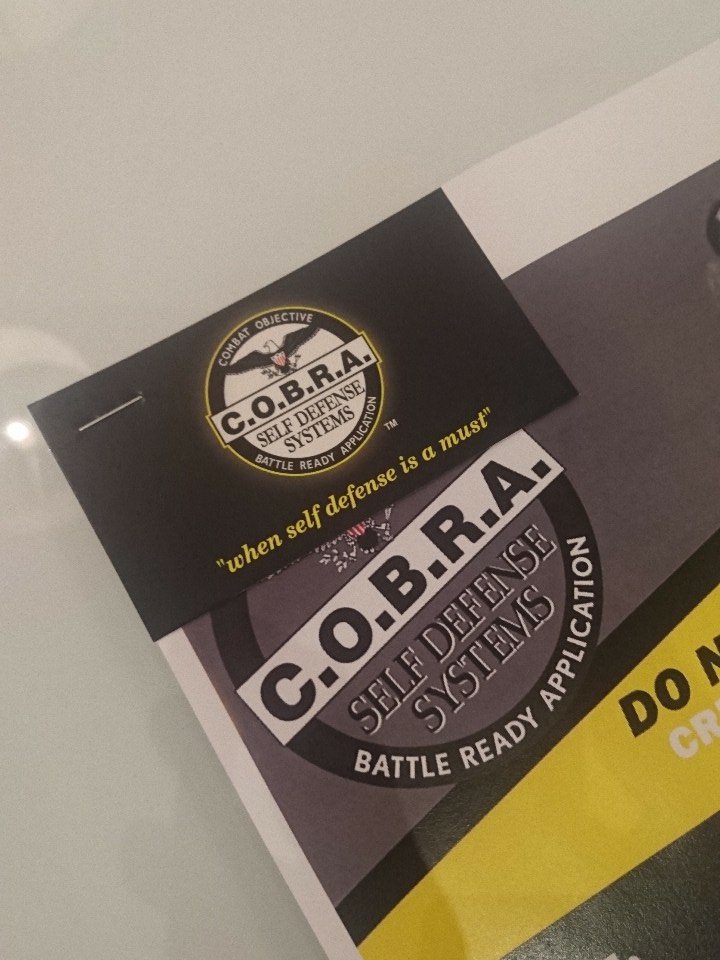 COMBAT OBJECTIVE
C.O.B.R.A.
SELF DEFENSE
SYSTEMS
BATTLE READY APPLICATION
TM
"when self defense is a must"
C.O.B.R.A.
SELF DEFENSE
SYSTEMS
BATTLE READY APPLICATION
DO